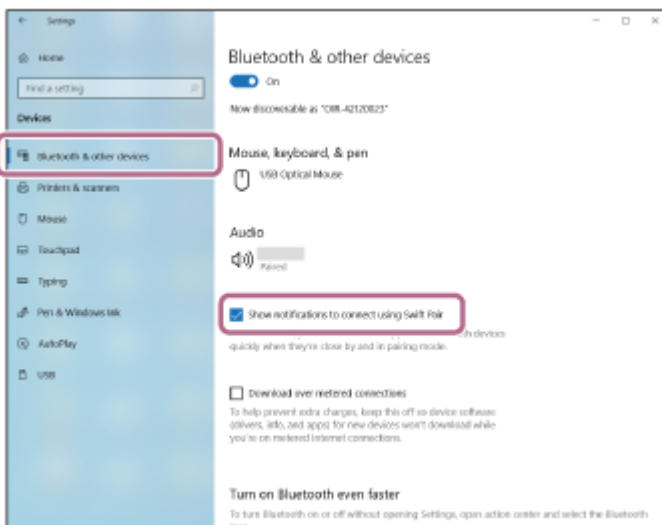 Settings
Home
Find a setting
Devices
Bluetooth & other devices
Printers & scanners
Mouse
Touchpad
Typing
Pen & Windows Ink
AutoPlay
USB
Bluetooth & other devices
On
Now discoverable as
Mouse, keyboard, & pen
USB Optical Mouse
Audio
Paired
Show notifications to connect using Swift Pair
devices
quickly when they're close by and in pairing mode.
Download over metered connections
To help prevent extra charges, keep this off so device software
(drivers, info, and apps) for new devices won't download while
you're on metered Internet connections.
Turn on Bluetooth even faster
To turn Bluetooth on or off without opening Settings, open action center and select the Bluetooth